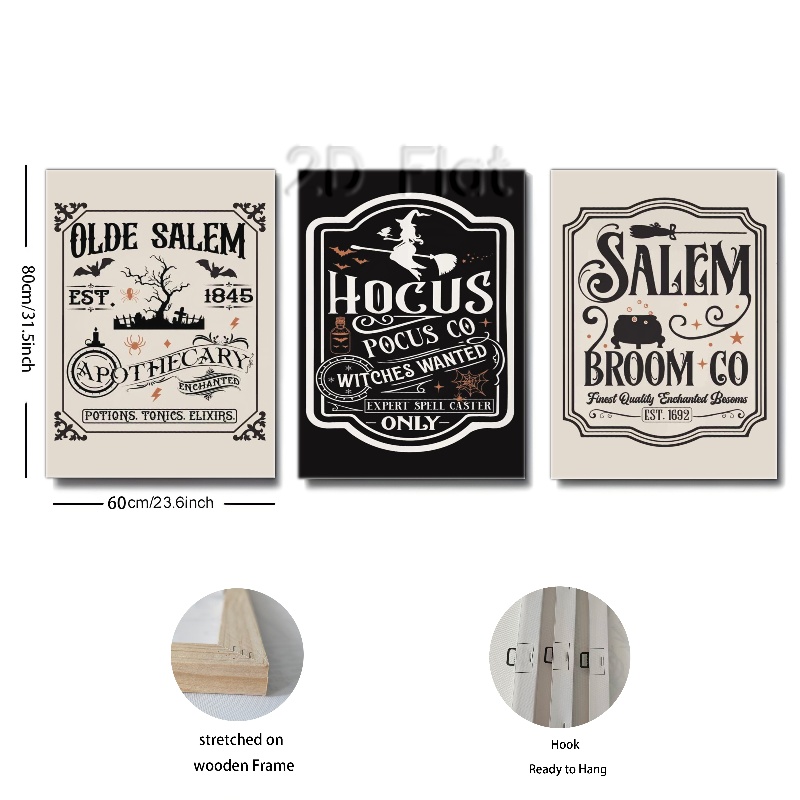 2D Flat
80cm/31.5inch
OLDE SALEM
EST. 1845
APOTHECARY
ENCHANTED
POTIONS. TONICS. ELIXIRS.
60cm/23.6inch
HOCUS
POCUS CO
WITCHES WANTED
EXPERT SPELL CASTER
ONLY
SALEM
BROOM CO
Finest Quality Enchanted Besoms
EST. 1692
stretched on
wooden Frame
Hook
Ready to Hang